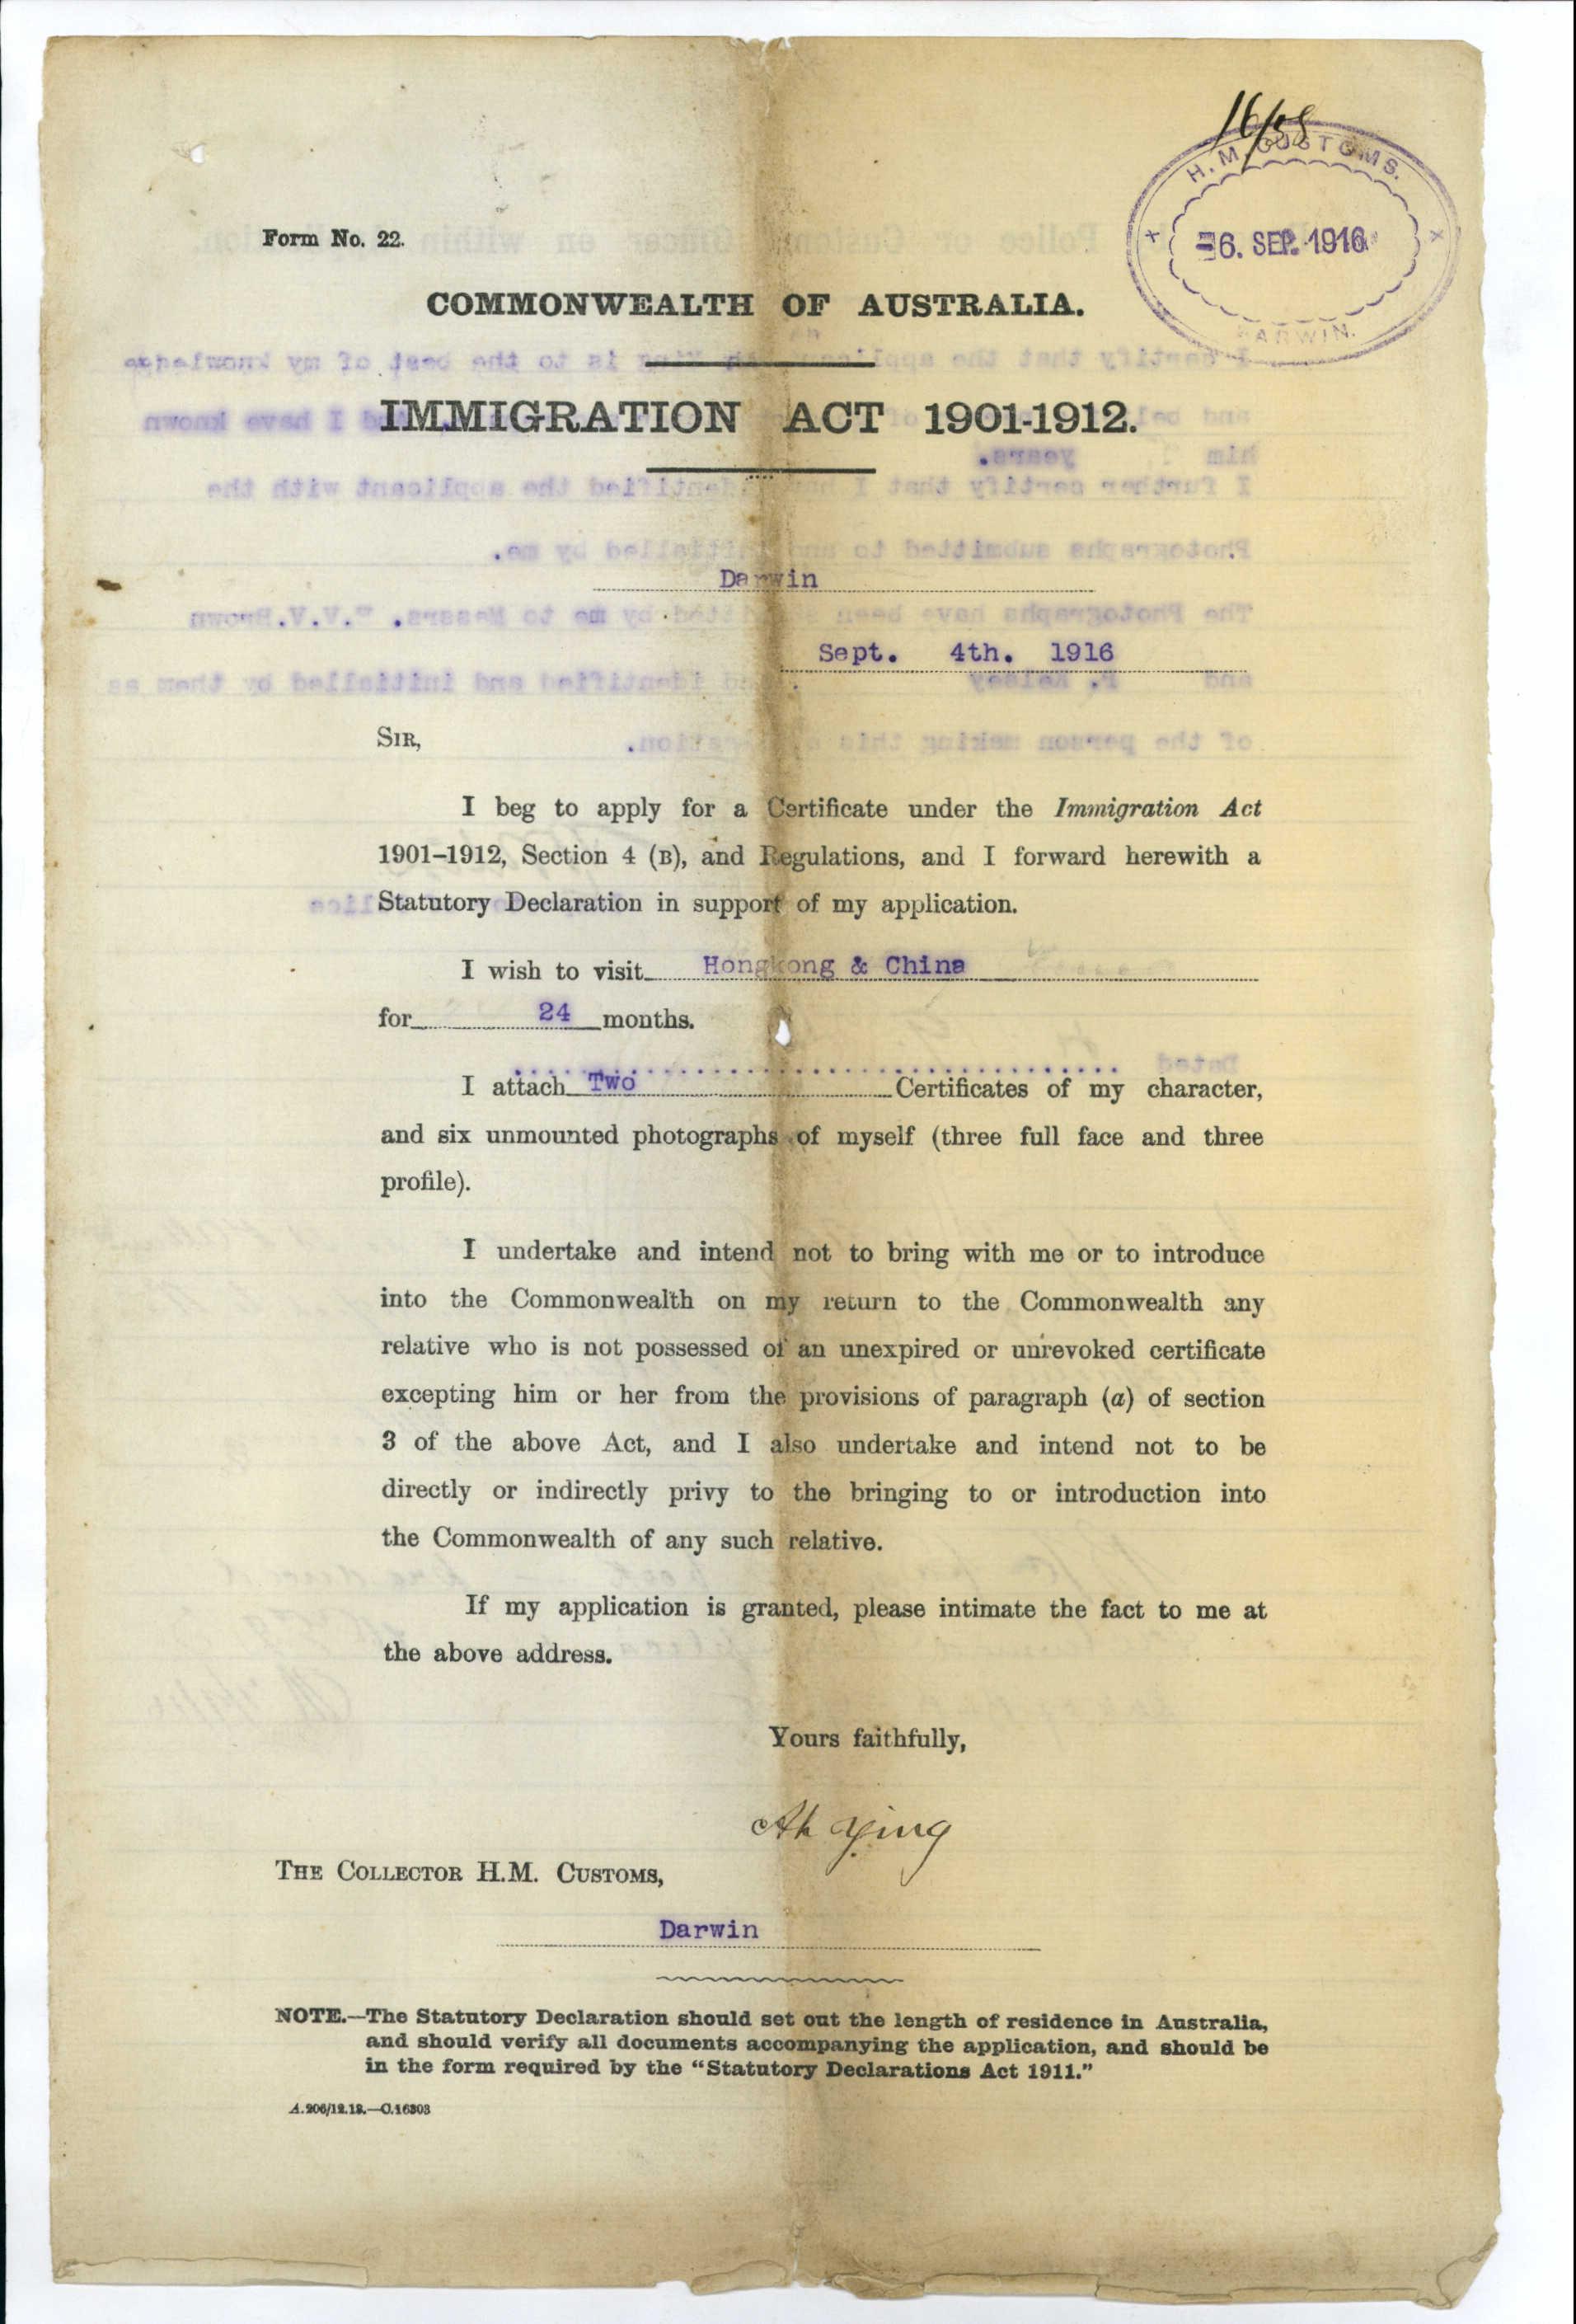 H.M. CUSTOMS.
6. SEP. 1916
DARWIN.
Form No. 22.
COMMONWEALTH OF AUSTRALIA.
IMMIGRATION ACT 1901-1912.
Darwin
Sept. 4th. 1916
SIR,
I beg to apply for a Certificate under the Immigration Act
1901-1912, Section 4 (B), and Regulations, and I forward herewith a
Statutory Declaration in support of my application.
I wish to visit Hongkong & China
for 24 months.
I attach Two Certificates of my character,
and six unmounted photographs of myself (three full face and three
profile).
I undertake and intend not to bring with me or to introduce
into the Commonwealth on my return to the Commonwealth any
relative who is not possessed of an unexpired or unrevoked certificate
excepting him or her from the provisions of paragraph (a) of section
3 of the above Act, and I also undertake and intend not to be
directly or indirectly privy to the bringing to or introduction into
the Commonwealth of any such relative.
If my application is granted, please intimate the fact to me at
the above address.
Yours faithfully,
Ah Ying
THE COLLECTOR H.M. CUSTOMS,
Darwin
NOTE.—The Statutory Declaration should set out the length of residence in Australia,
and should verify all documents accompanying the application, and should be
in the form required by the "Statutory Declarations Act 1911."
A.206/12.12.—C.16303